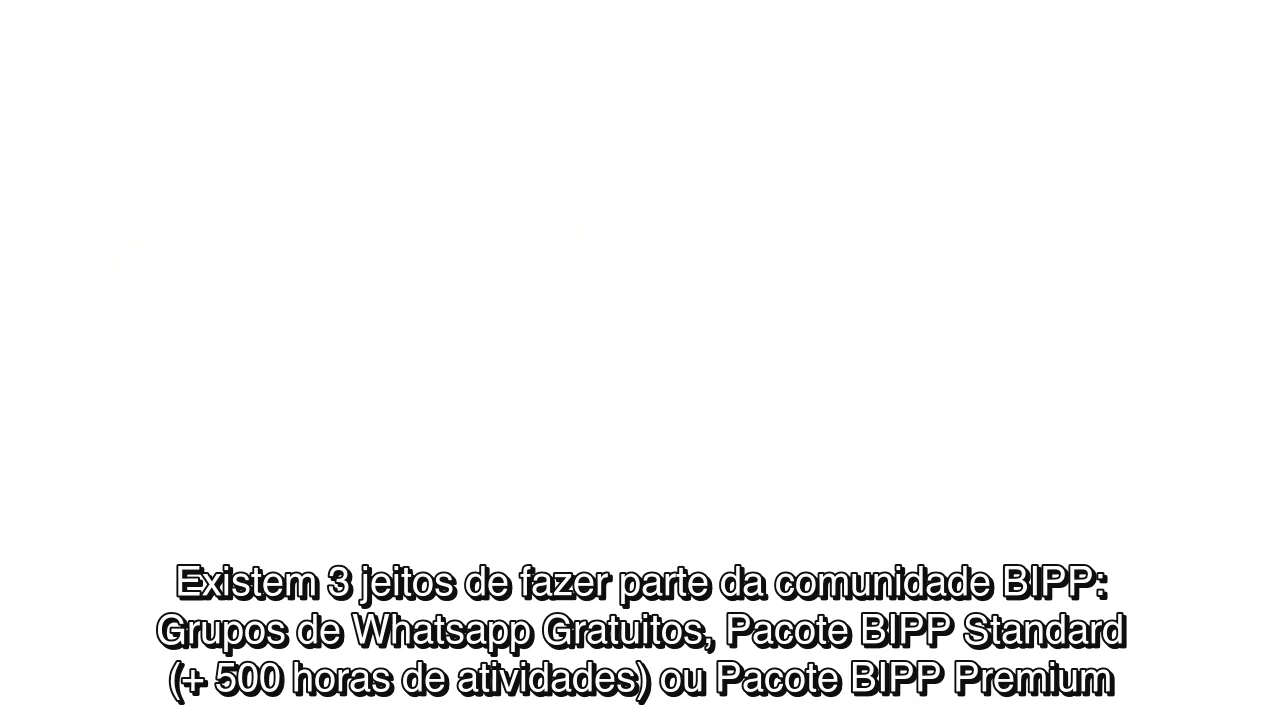 Existem 3 jeitos de fazer parte da comunidade BIPP:
Grupos de Whatsapp Gratuitos, Pacote BIPP Standard
(+ 500 horas de atividades) ou Pacote BIPP Premium